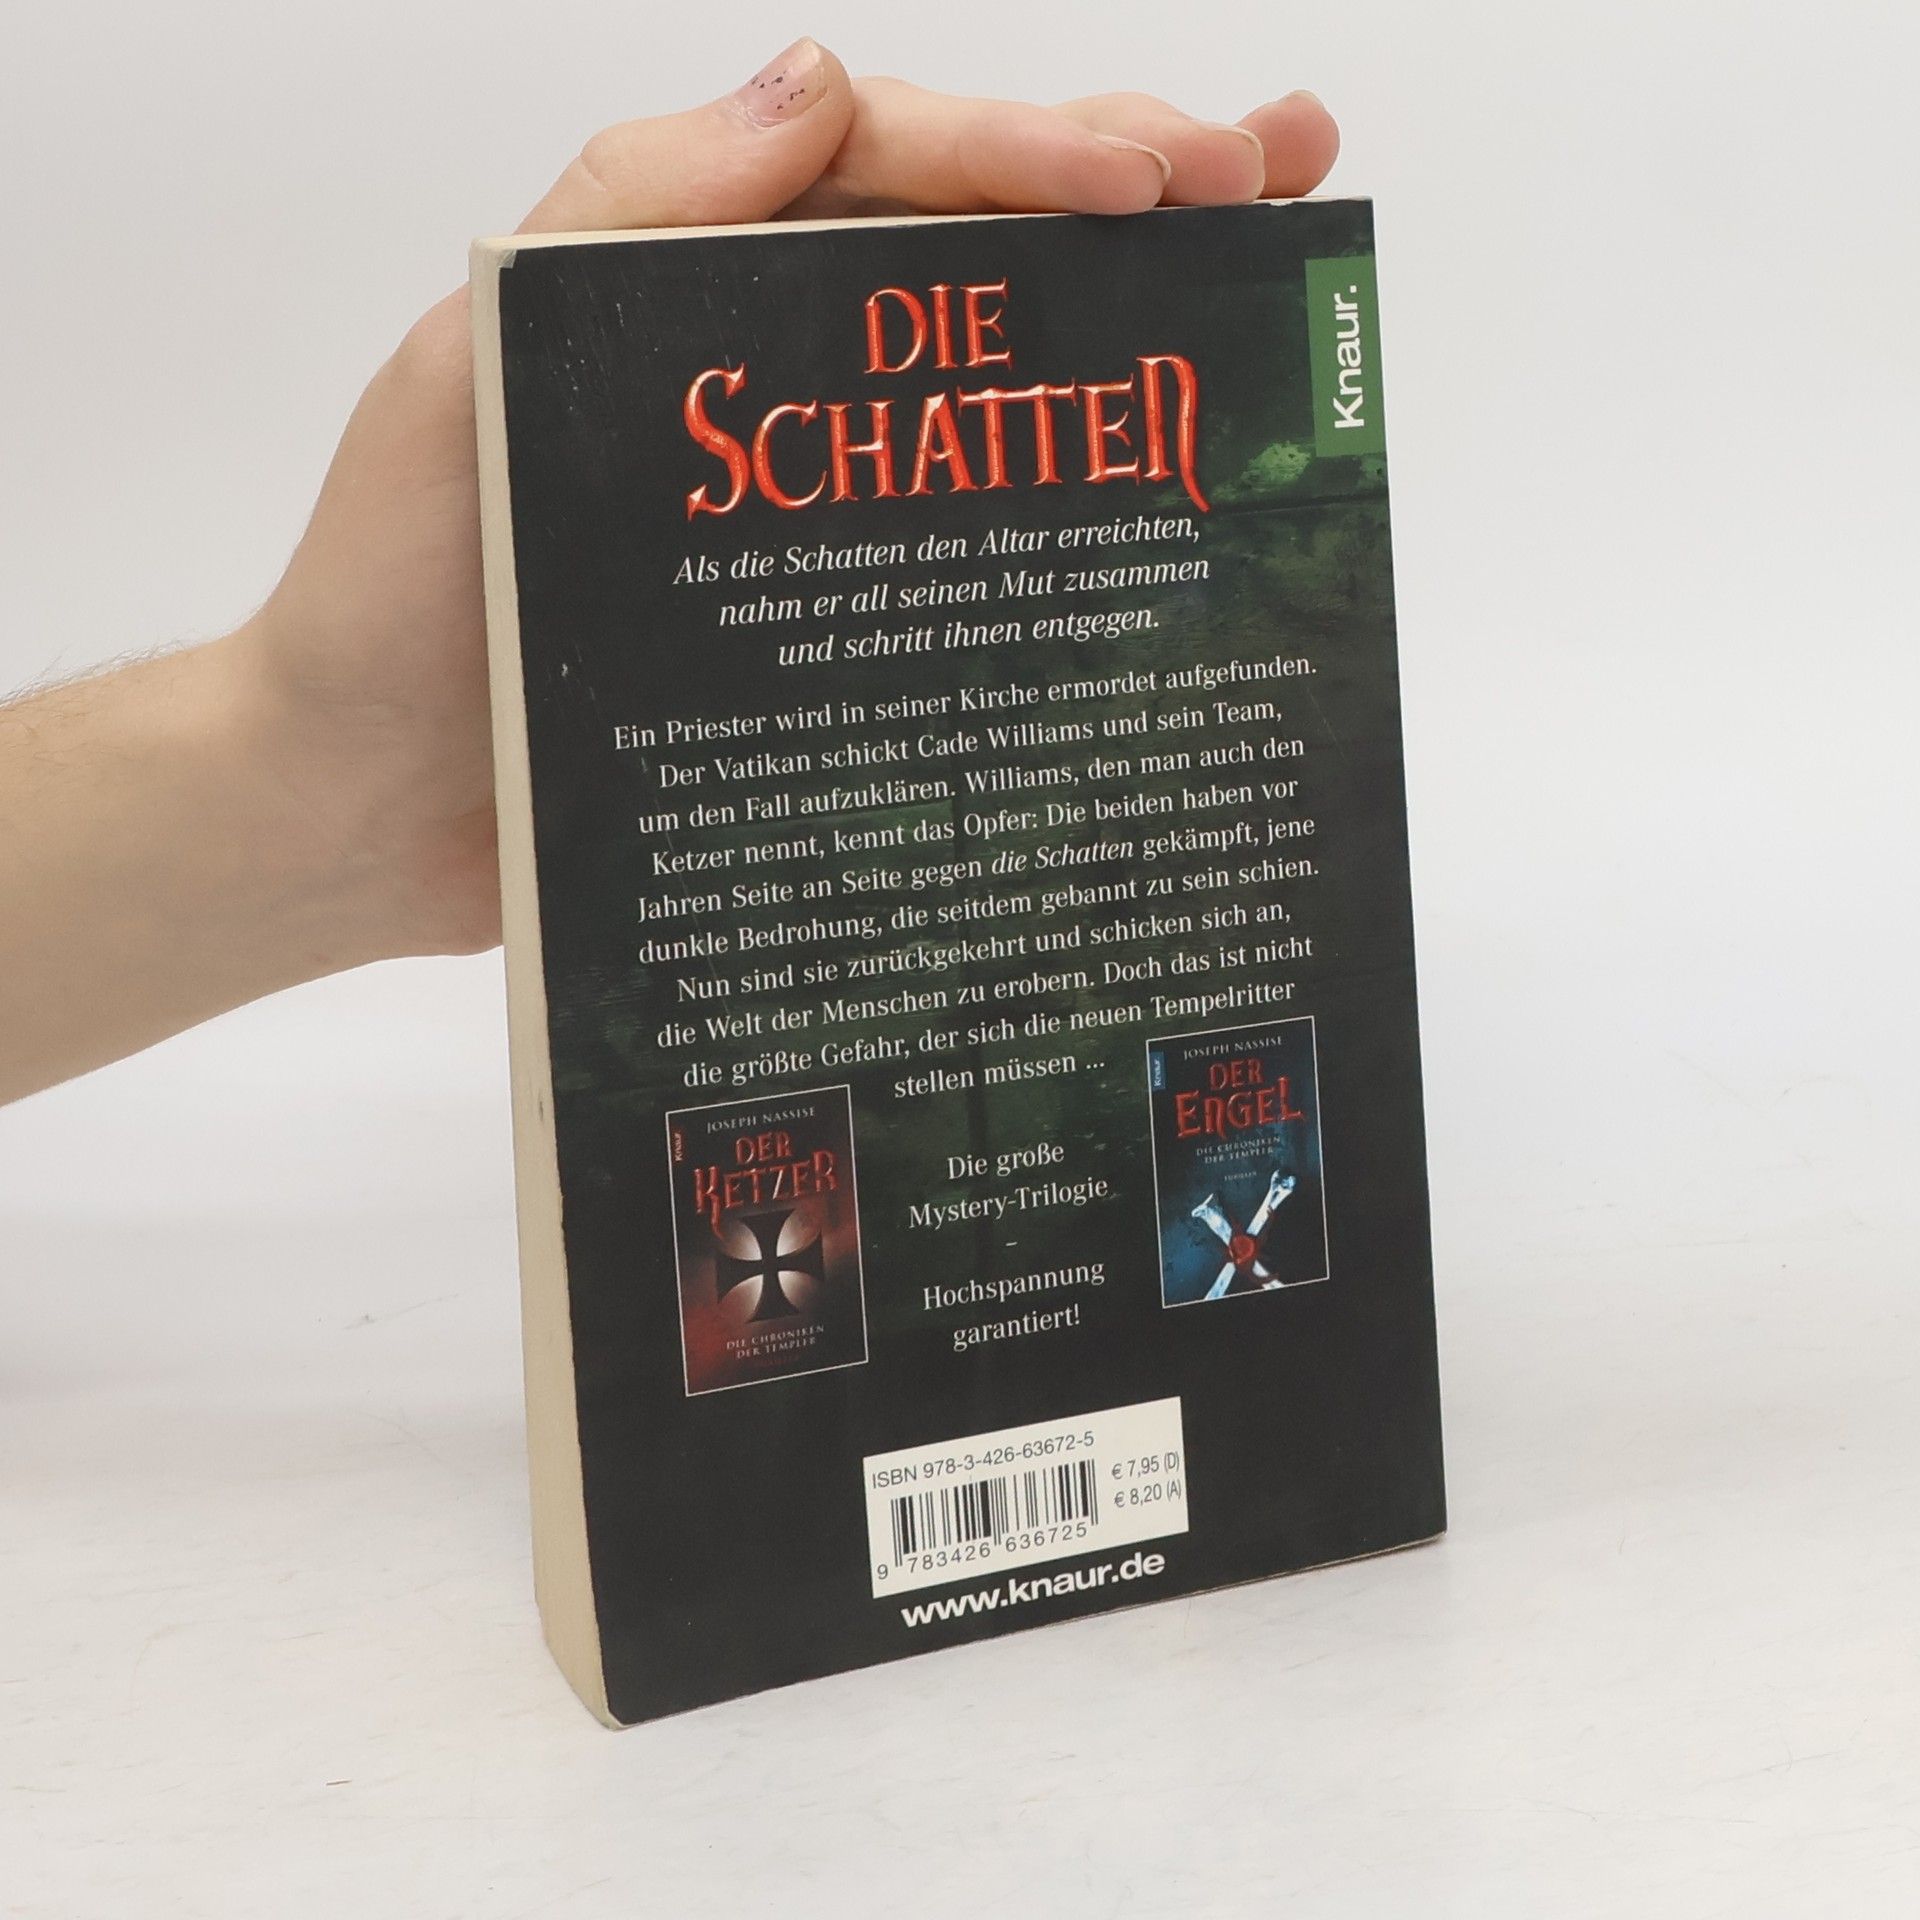 Knaur.
DIE
SCHATTEN
Als die Schatten den Altar erreichten,
nahm er all seinen Mut zusammen
und schritt ihnen entgegen.
Ein Priester wird in seiner Kirche ermordet aufgefunden.
Der Vatikan schickt Cade Williams und sein Team,
um den Fall aufzuklären. Williams, den man auch den
Ketzer nennt, kennt das Opfer: Die beiden haben vor
Jahren Seite an Seite gegen die Schatten gekämpft, jene
dunkle Bedrohung, die seitdem gebannt zu sein schien.
Nun sind sie zurückgekehrt und schicken sich an,
die Welt der Menschen zu erobern. Doch das ist nicht
die größte Gefahr, der sich die neuen Tempelritter
stellen müssen ...
JOSEPH NASSISE
Knaur.
DER
KETZER
DIE CHRONIKEN
DER TEMPLER
THRILLER
Die große
Mystery-Trilogie
–
Hochspannung
garantiert!
JOSEPH NASSISE
Knaur
DER
ENGEL
DIE CHRONIKEN
DER TEMPLER
THRILLER
ISBN 978-3-426-63672-5
€ 7,95 (D)
€ 8,20 (A)
9 783426 636725
www.knaur.de